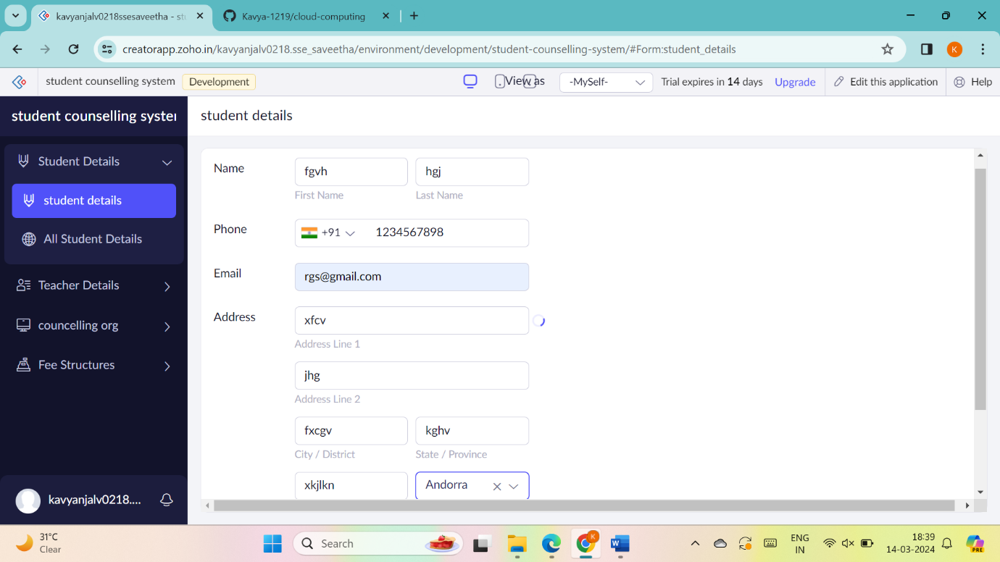 kavyanjalv0218ssesaveetha - stu
Kavya-1219/cloud-computing
creatorapp.zoho.in/kavyanjalv0218.sse_saveetha/environment/development/student-counselling-system/#Form:student_details
K
student counselling system Development
View as
-MySelf-
Trial expires in 14 days Upgrade
Edit this application
Help
student counselling system
Student Details
student details
All Student Details
Teacher Details
councelling org
Fee Structures
kavyanjalv0218....
student details
Name
fgvh hgj
First Name Last Name
Phone
+91 1234567898
Email
rgs@gmail.com
Address
xfcv
Address Line 1
jhg
Address Line 2
fxcgv kghv
City / District State / Province
xkjlkn Andorra
31°C
Clear
Search
K
W
ENG
IN
18:39
14-03-2024
PRE